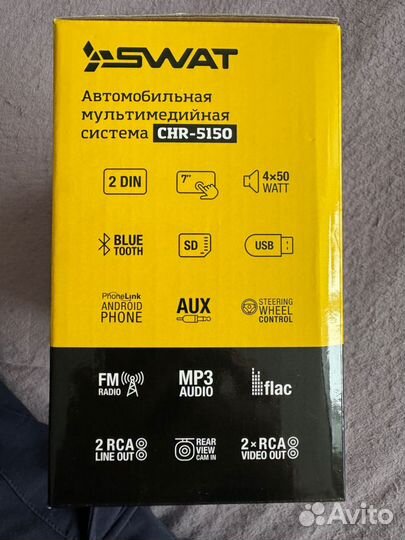 SWAT
Автомобильная
мультимедийная
система CHR-5150
2 DIN
7"
4×50
WATT
BLUE
TOOTH
SD
USB
PhoneLink
ANDROID
PHONE
AUX
STEERING
WHEEL
CONTROL
FM
RADIO
MP3
AUDIO
flac
2 RCA
LINE OUT
REAR
VIEW
CAM IN
2×RCA
VIDEO OUT
Avito